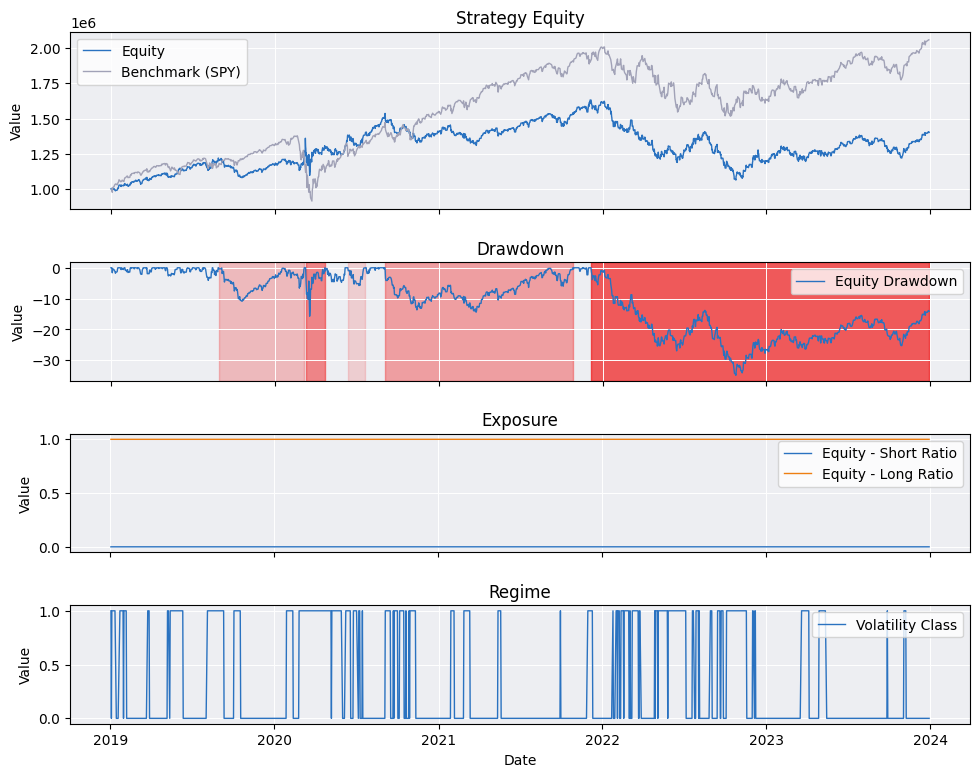 Strategy Equity
1e6
Equity
Benchmark (SPY)
Value
2.00
1.75
1.50
1.25
1.00
Drawdown
Equity Drawdown
Value
0
−10
−20
−30
Exposure
Equity - Short Ratio
Equity - Long Ratio
Value
1.0
0.5
0.0
Regime
Volatility Class
Value
1.0
0.5
0.0
2019 2020 2021 2022 2023 2024
Date